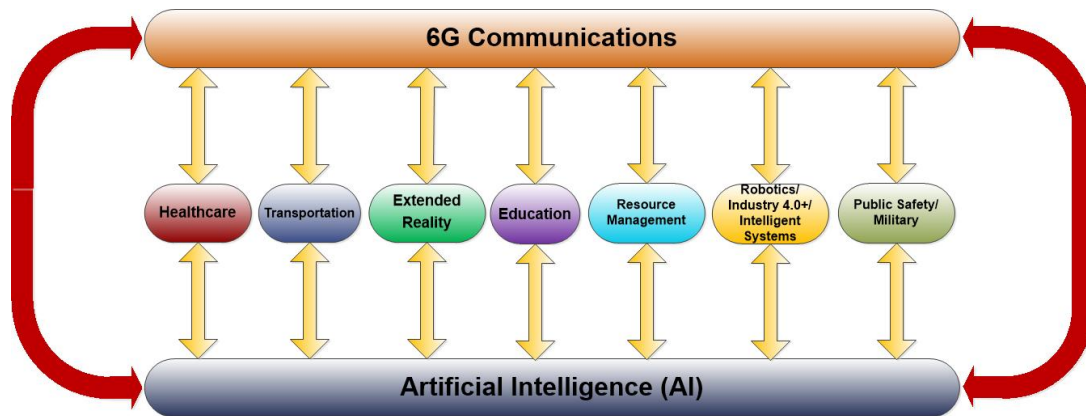 6G Communications
Healthcare
Transportation
Extended
Reality
Education
Resource
Management
Robotics/
Industry 4.0+/
Intelligent
Systems
Public Safety/
Military
Artificial Intelligence (AI)